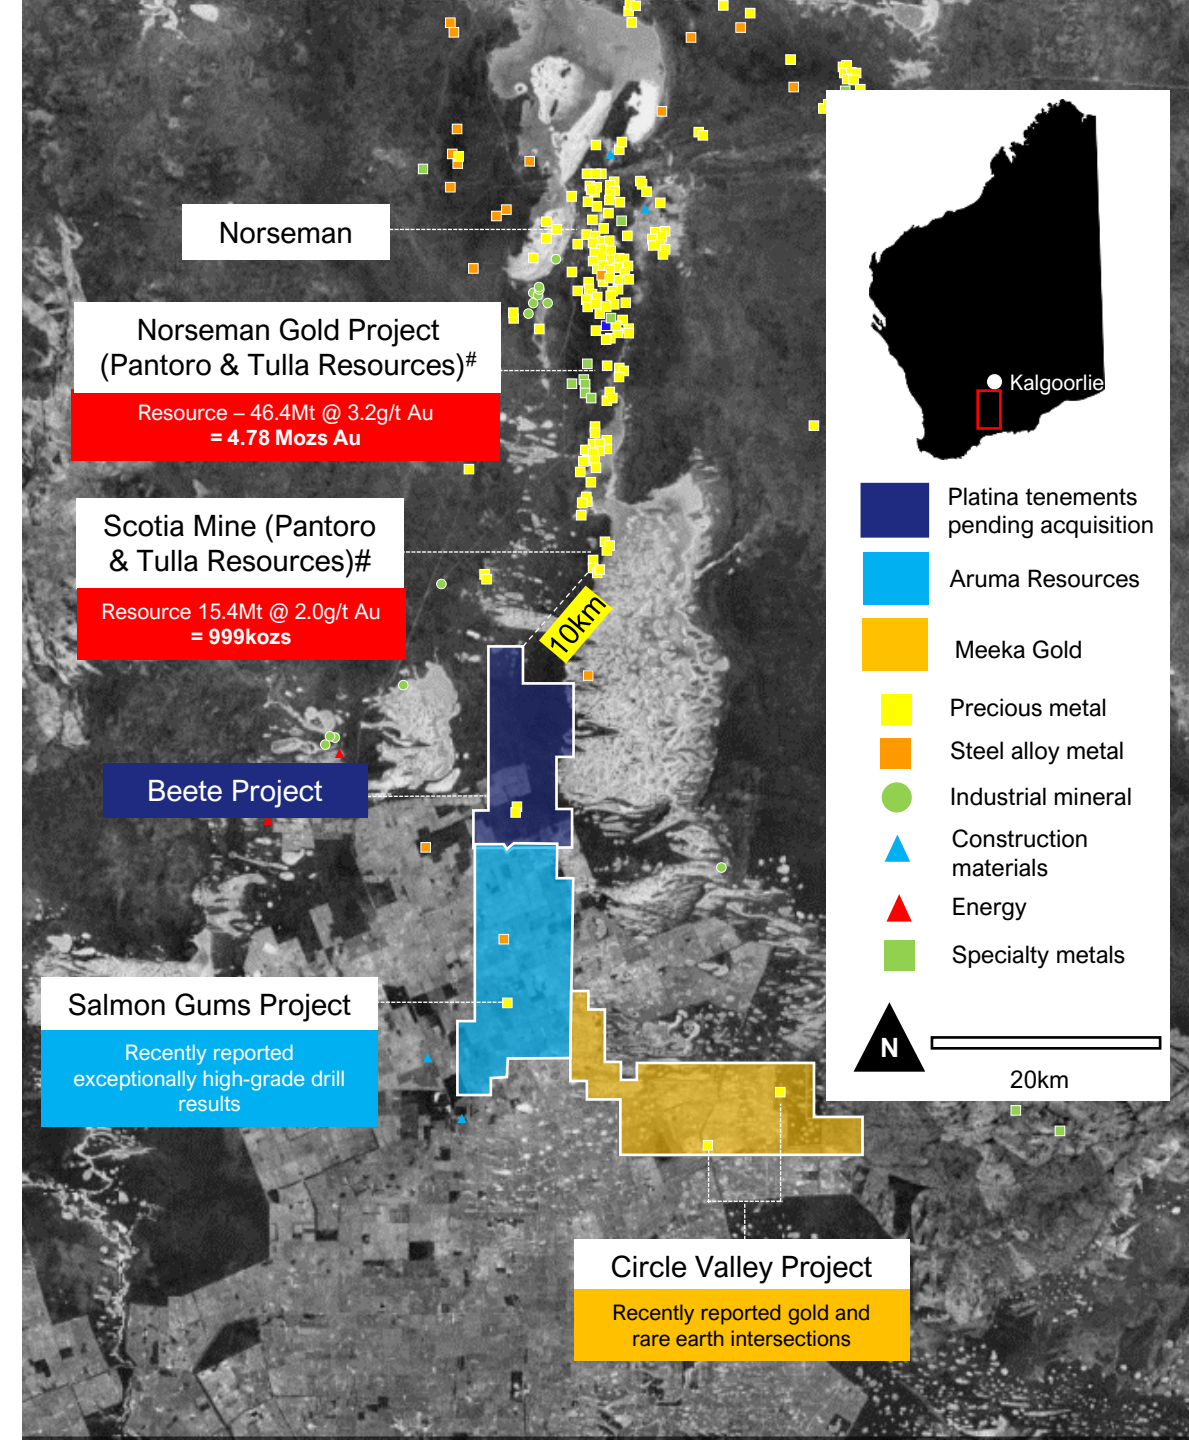 Norseman
Norseman Gold Project
(Pantoro & Tulla Resources)#
Resource – 46.4Mt @ 3.2g/t Au
= 4.78 Mozs Au
Scotia Mine (Pantoro
& Tulla Resources)#
Resource 15.4Mt @ 2.0g/t Au
= 999kozs
10km
Beete Project
Salmon Gums Project
Recently reported
exceptionally high-grade drill
results
Circle Valley Project
Recently reported gold and
rare earth intersections
Kalgoorlie
Platina tenements
pending acquisition
Aruma Resources
Meeka Gold
Precious metal
Steel alloy metal
Industrial mineral
Construction
materials
Energy
Specialty metals
N
20km